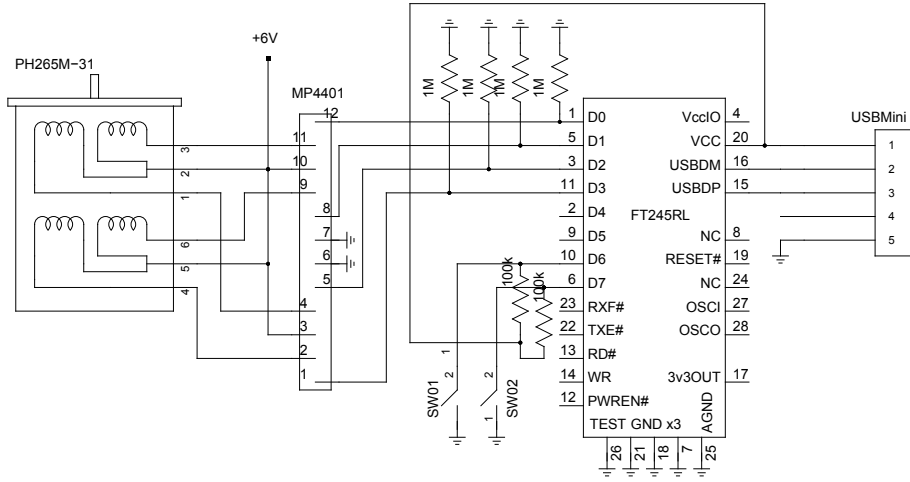 +6V
PH265M−31
MP4401
12
11
10
9
8
7
6
5
4
3
2
1
3
2
1
6
5
4
1M
1M
1M
1M
1 D0
5 D1
3 D2
11 D3
2 D4
9 D5
10 D6
6 D7
23 RXF#
22 TXE#
13 RD#
14 WR
12 PWREN#
FT245RL
VccIO 4
VCC 20
USBDM 16
USBDP 15
NC 8
RESET# 19
NC 24
OSCI 27
OSCO 28
3v3OUT 17
TEST GND x3
AGND
26
21
18
7
25
100k
100k
1
2
SW01
2
1
SW02
USBMini
1
2
3
4
5